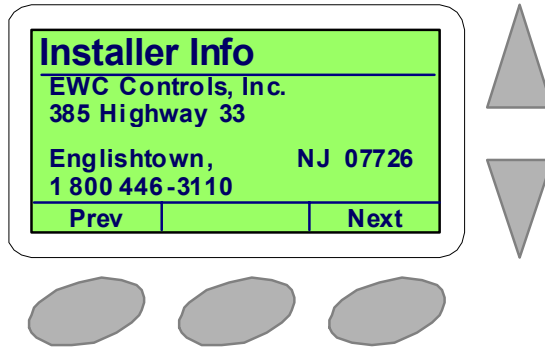 Installer Info
EWC Controls, Inc.
385 Highway 33
Englishtown, NJ 07726
1 800 446-3110
Prev Next